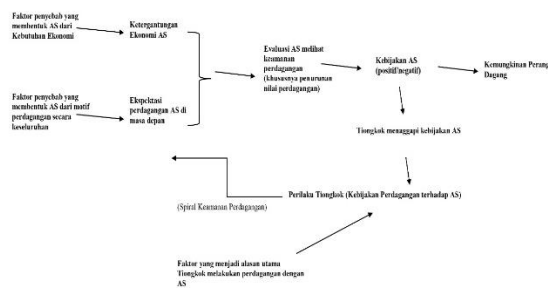 Faktor penyebab yang
membentuk AS dari
Kebutuhan Ekonomi
Ketergantungan
Ekonomi AS
Evaluasi AS melihat
keamanan
perdagangan
(khususnya penurunan
nilai perdagangan)
Kebijakan AS
(positif/negatif)
Kemungkinan Perang
Dagang
Faktor penyebab yang
membentuk AS dari motif
perdagangan secara
keseluruhan
Ekspektasi
perdagangan AS di
masa depan
Tiongkok menaggapi kebijakan AS
Perilaku Tiongkok (Kebijakan Perdagangan terhadap AS)
(Spiral Keamanan Perdagangan)
Faktor yang menjadi alasan utama
Tiongkok melakukan perdagangan dengan
AS